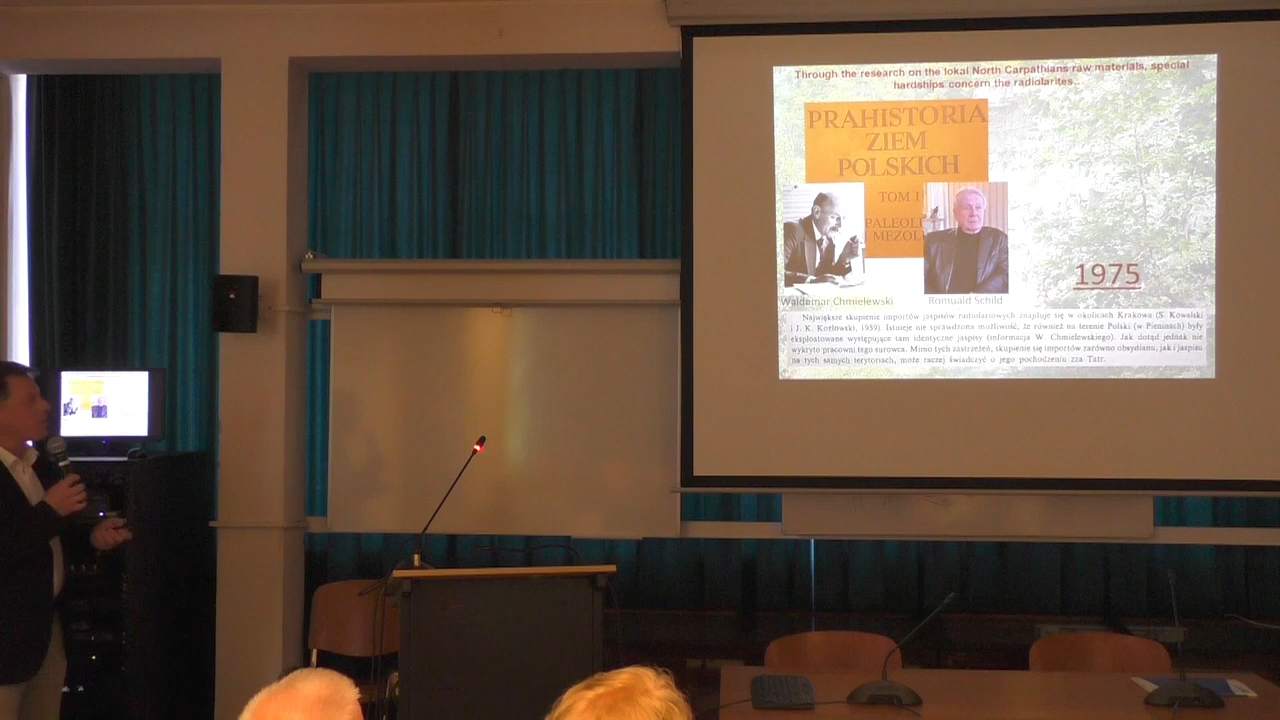 Through the research on the lokal North Carpathians raw materials, special
hardships concern the radiolarites..
PRAHISTORIA
ZIEM
POLSKICH
TOM I
PALEOL
MEZOL
1975
Waldemar Chmielewski
Romuald Schild
Największe skupienie importów jaspisów radiolariowych znajduje się w okolicach Krakowa (S. Kowalski
i J. K. Kozłowski, 1959). Istnieje nie sprawdzona możliwość, że również na terenie Polski (w Pieninach) były
eksploatowane występujące tam identyczne jaspisy (informacja W. Chmielewskiego). Jak dotąd jednak nie
wykryto pracowni tego surowca. Mimo tych zastrzeżeń, skupienie się importów zarówno obsydianu, jak i jaspisu
na tych samych terytoriach, może raczej świadczyć o jego pochodzeniu zza Tatr.